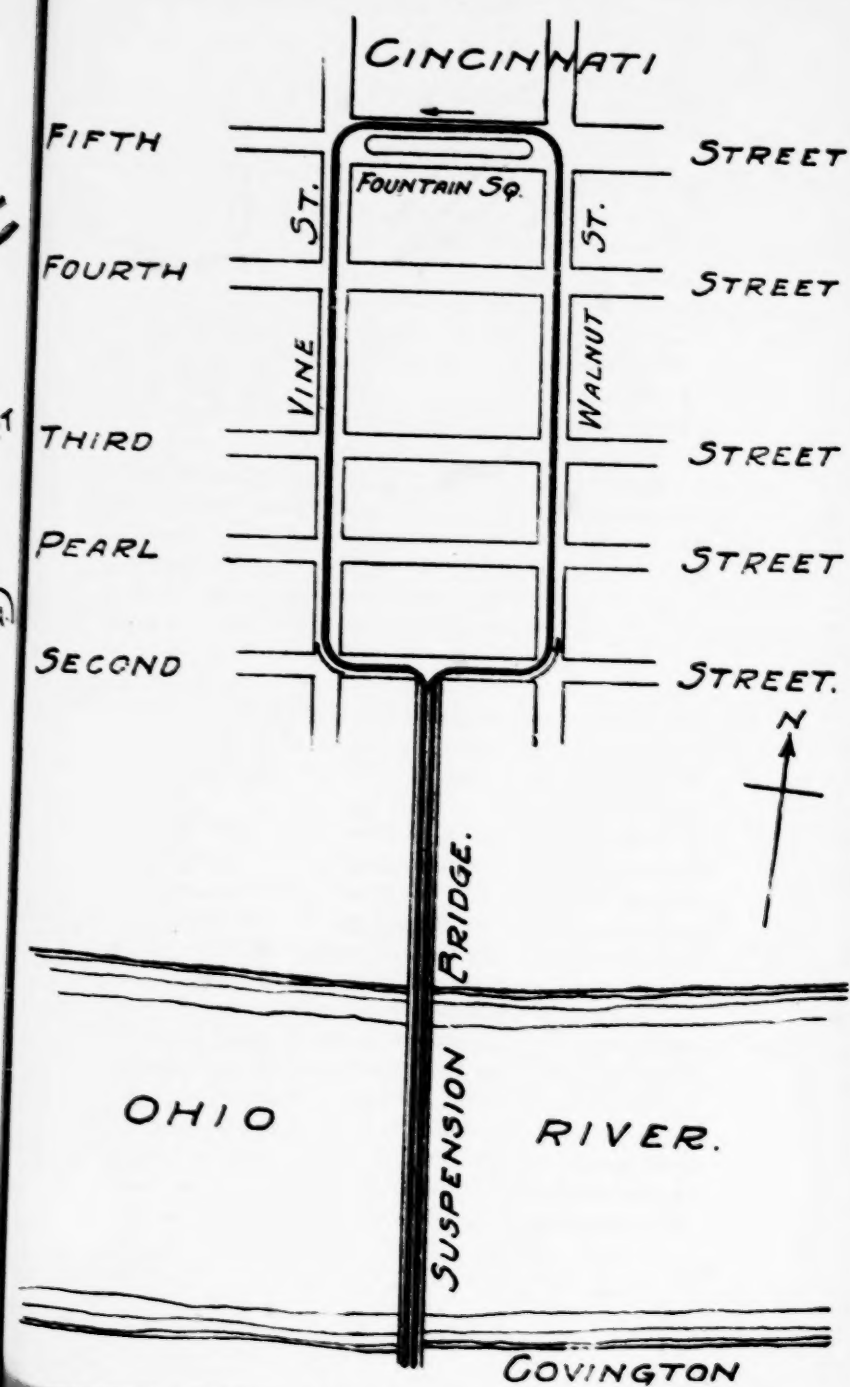 CINCINNATI
FIFTH STREET
FOUNTAIN SQ.
ST. ST.
FOURTH STREET
VINE WALNUT
THIRD STREET
PEARL STREET
SECOND STREET.
N
SUSPENSION BRIDGE.
OHIO RIVER.
COVINGTON